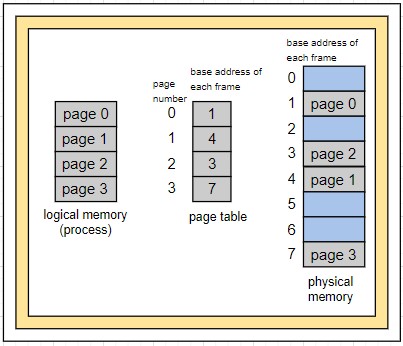 page 0
page 1
page 2
page 3
logical memory
(process)
page
number
base address of
each frame
0 1
1 4
2 3
3 7
page table
base address of
each frame
0
1 page 0
2
3 page 2
4 page 1
5
6
7 page 3
physical
memory